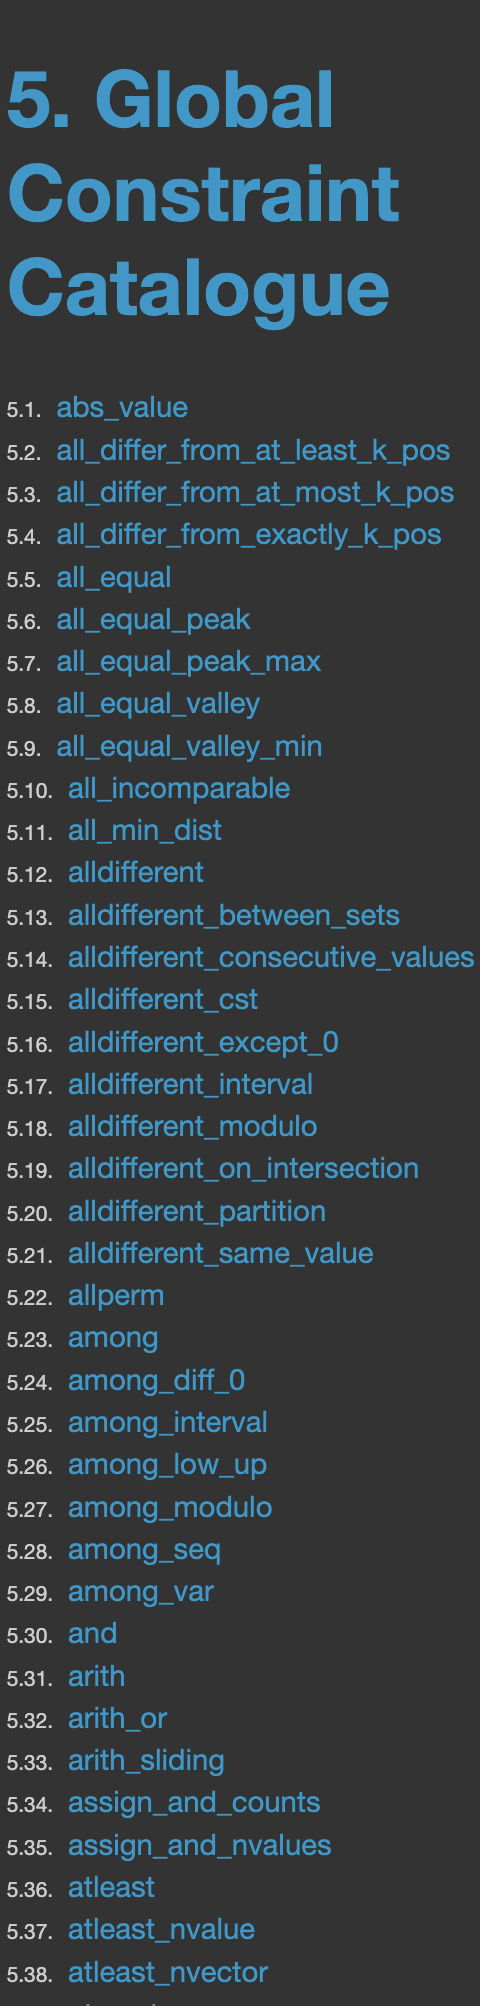 5. Global
Constraint
Catalogue
5.1. abs_value
5.2. all_differ_from_at_least_k_pos
5.3. all_differ_from_at_most_k_pos
5.4. all_differ_from_exactly_k_pos
5.5. all_equal
5.6. all_equal_peak
5.7. all_equal_peak_max
5.8. all_equal_valley
5.9. all_equal_valley_min
5.10. all_incomparable
5.11. all_min_dist
5.12. alldifferent
5.13. alldifferent_between_sets
5.14. alldifferent_consecutive_values
5.15. alldifferent_cst
5.16. alldifferent_except_0
5.17. alldifferent_interval
5.18. alldifferent_modulo
5.19. alldifferent_on_intersection
5.20. alldifferent_partition
5.21. alldifferent_same_value
5.22. allperm
5.23. among
5.24. among_diff_0
5.25. among_interval
5.26. among_low_up
5.27. among_modulo
5.28. among_seq
5.29. among_var
5.30. and
5.31. arith
5.32. arith_or
5.33. arith_sliding
5.34. assign_and_counts
5.35. assign_and_nvalues
5.36. atleast
5.37. atleast_nvalue
5.38. atleast_nvector